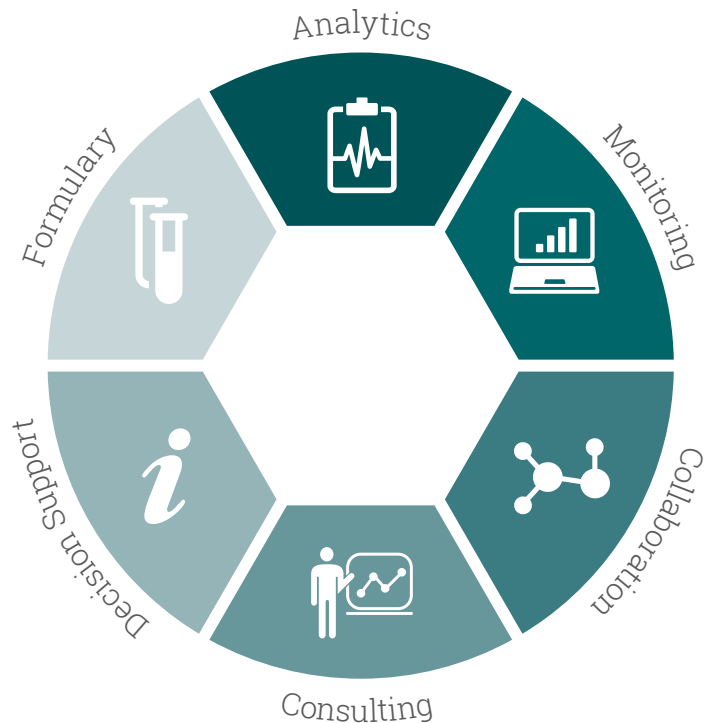 Analytics
Monitoring
Collaboration
Consulting
Decision Support
Formulary